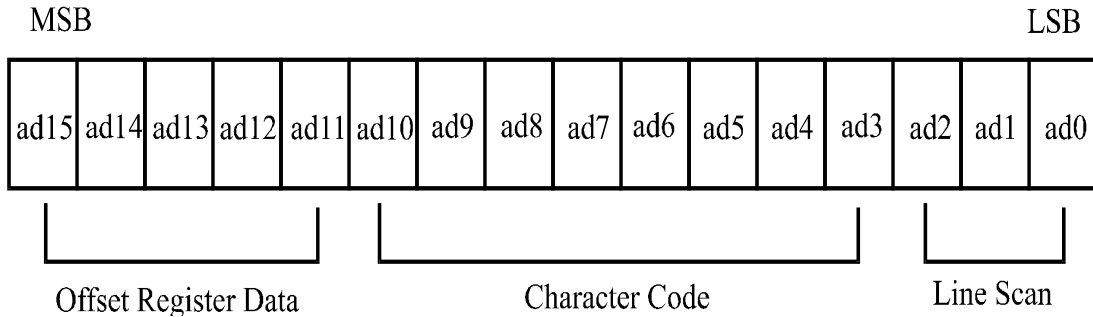 MSB LSB
ad15 ad14 ad13 ad12 ad11 ad10 ad9 ad8 ad7 ad6 ad5 ad4 ad3 ad2 ad1 ad0
Offset Register Data Character Code Line Scan